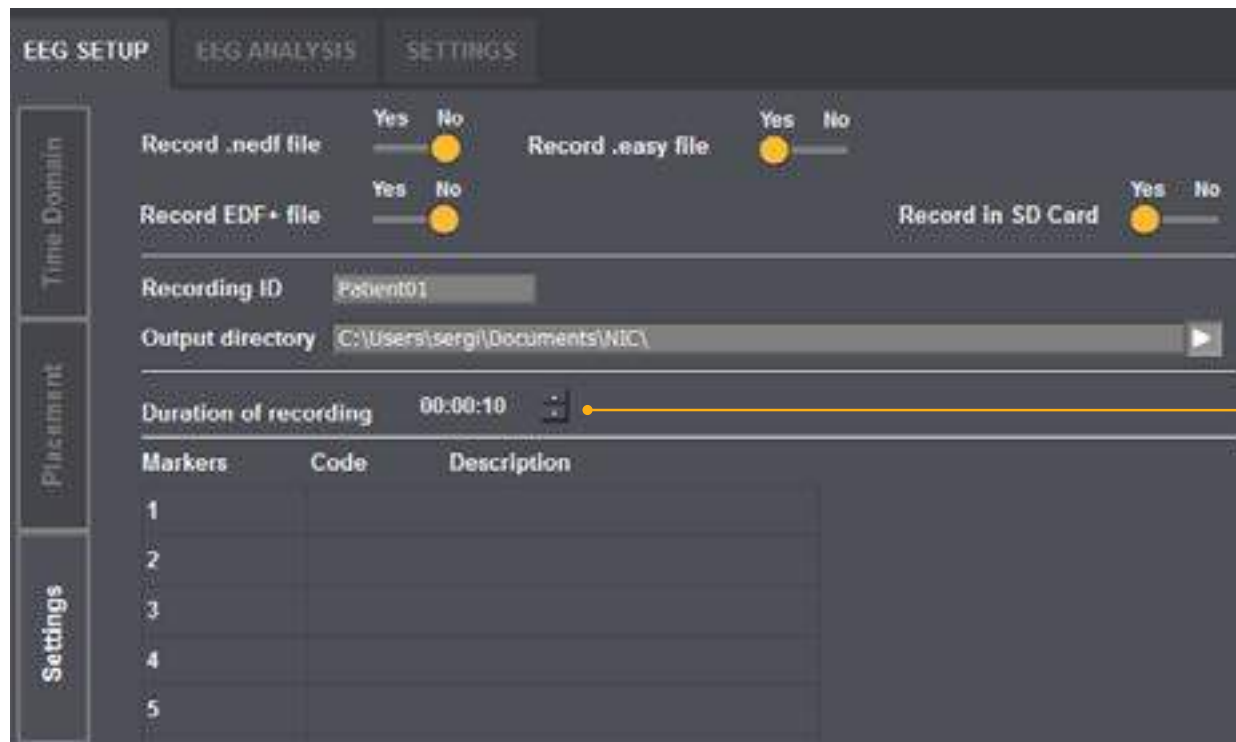 EEG SETUP EEG ANALYSIS SETTINGS
Time Domain
Placement
Settings
Yes No
Record .nedf file
Yes No
Record .easy file
Yes No
Record EDF+ file
Yes No
Record in SD Card
Recording ID Patient01
Output directory C:\Users\sergi\Documents\NIC\
Duration of recording 00:00:10
Markers Code Description
1
2
3
4
5